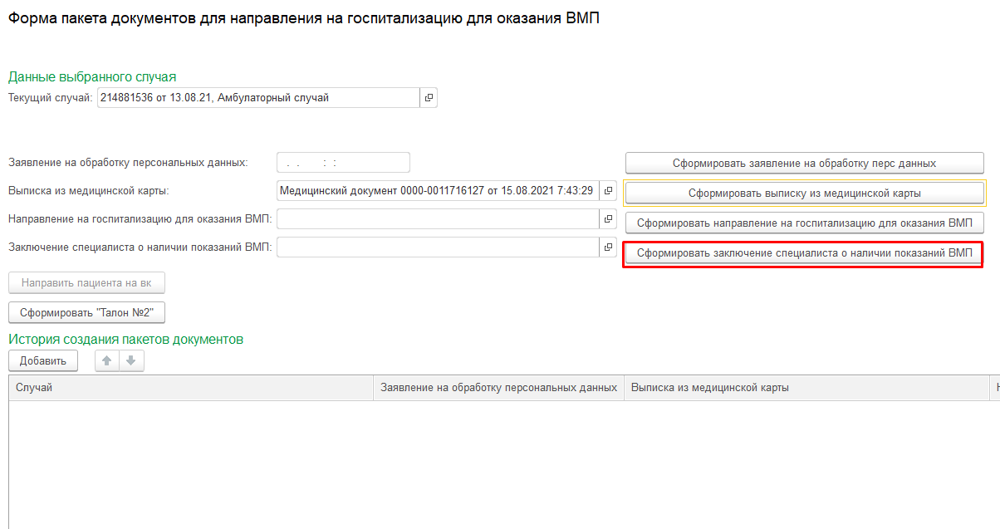 Форма пакета документов для направления на госпитализацию для оказания ВМП
Данные выбранного случая
Текущий случай: 214881536 от 13.08.21, Амбулаторный случай
Заявление на обработку персональных данных: . . : : Сформировать заявление на обработку перс данных
Выписка из медицинской карты: Медицинский документ 0000-0011716127 от 15.08.2021 7:43:29 Сформировать выписку из медицинской карты
Направление на госпитализацию для оказания ВМП: Сформировать направление на госпитализацию для оказания ВМП
Заключение специалиста о наличии показаний ВМП: Сформировать заключение специалиста о наличии показаний ВМП
Направить пациента на вк
Сформировать "Талон №2"
История создания пакетов документов
Добавить
Случай Заявление на обработку персональных данных Выписка из медицинской карты